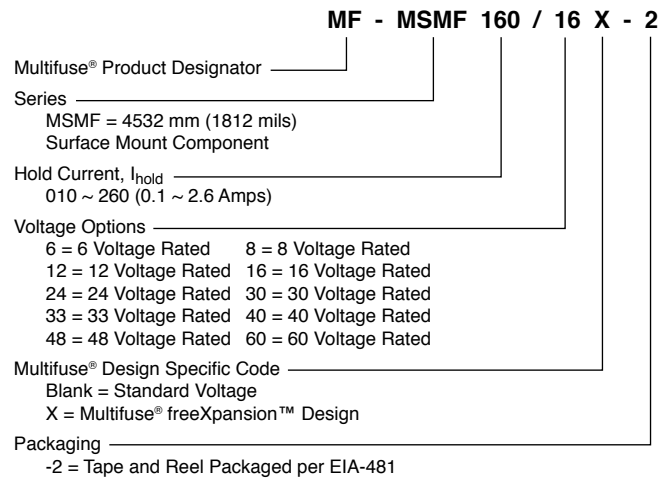 MF - MSMF 160 / 16 X - 2
Multifuse® Product Designator
Series
MSMF = 4532 mm (1812 mils)
Surface Mount Component
Hold Current, Ihold
010 ~ 260 (0.1 ~ 2.6 Amps)
Voltage Options
6 = 6 Voltage Rated 8 = 8 Voltage Rated
12 = 12 Voltage Rated 16 = 16 Voltage Rated
24 = 24 Voltage Rated 30 = 30 Voltage Rated
33 = 33 Voltage Rated 40 = 40 Voltage Rated
48 = 48 Voltage Rated 60 = 60 Voltage Rated
Multifuse® Design Specific Code
Blank = Standard Voltage
X = Multifuse® freeXpansion™ Design
Packaging
-2 = Tape and Reel Packaged per EIA-481